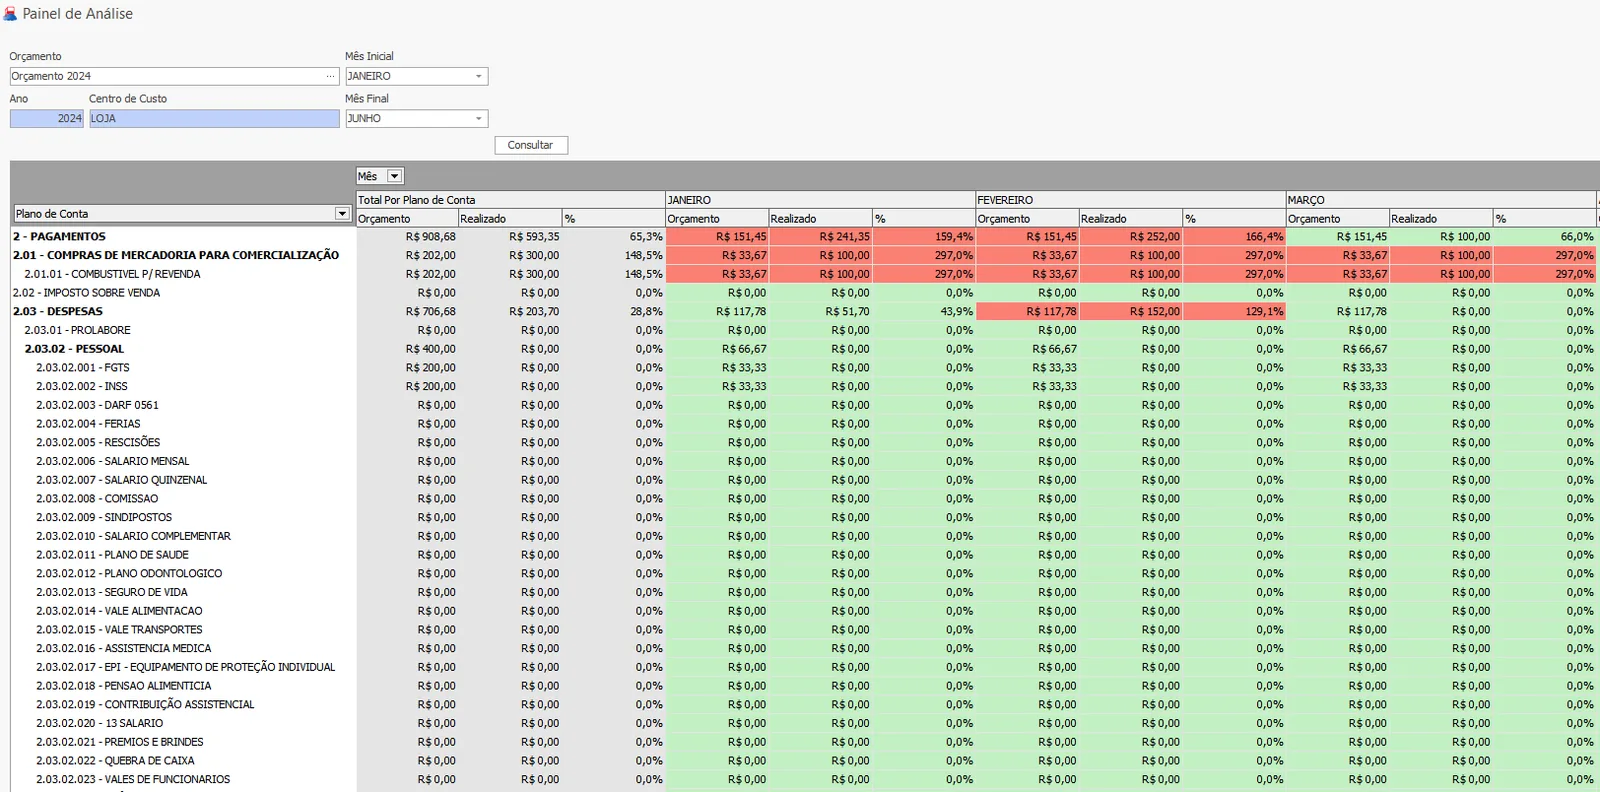 Painel de Análise
Orçamento Mês Inicial
Orçamento 2024 ... JANEIRO
Ano Centro de Custo Mês Final
2024 LOJA JUNHO
Consultar
Mês
Total Por Plano de Conta JANEIRO FEVEREIRO MARÇO
Plano de Conta Orçamento Realizado % Orçamento Realizado % Orçamento Realizado % Orçamento Realizado %
2 - PAGAMENTOS R$ 908,68 R$ 593,35 65,3% R$ 151,45 R$ 241,35 159,4% R$ 151,45 R$ 252,00 166,4% R$ 151,45 R$ 100,00 66,0%
2.01 - COMPRAS DE MERCADORIA PARA COMERCIALIZAÇÃO R$ 202,00 R$ 300,00 148,5% R$ 33,67 R$ 100,00 297,0% R$ 33,67 R$ 100,00 297,0% R$ 33,67 R$ 100,00 297,0%
2.01.01 - COMBUSTIVEL P/ REVENDA R$ 202,00 R$ 300,00 148,5% R$ 33,67 R$ 100,00 297,0% R$ 33,67 R$ 100,00 297,0% R$ 33,67 R$ 100,00 297,0%
2.02 - IMPOSTO SOBRE VENDA R$ 0,00 R$ 0,00 0,0% R$ 0,00 R$ 0,00 0,0% R$ 0,00 R$ 0,00 0,0% R$ 0,00 R$ 0,00 0,0%
2.03 - DESPESAS R$ 706,68 R$ 203,70 28,8% R$ 117,78 R$ 51,70 43,9% R$ 117,78 R$ 152,00 129,1% R$ 117,78 R$ 0,00 0,0%
2.03.01 - PROLABORE R$ 0,00 R$ 0,00 0,0% R$ 0,00 R$ 0,00 0,0% R$ 0,00 R$ 0,00 0,0% R$ 0,00 R$ 0,00 0,0%
2.03.02 - PESSOAL R$ 400,00 R$ 0,00 0,0% R$ 66,67 R$ 0,00 0,0% R$ 66,67 R$ 0,00 0,0% R$ 66,67 R$ 0,00 0,0%
2.03.02.001 - FGTS R$ 200,00 R$ 0,00 0,0% R$ 33,33 R$ 0,00 0,0% R$ 33,33 R$ 0,00 0,0% R$ 33,33 R$ 0,00 0,0%
2.03.02.002 - INSS R$ 200,00 R$ 0,00 0,0% R$ 33,33 R$ 0,00 0,0% R$ 33,33 R$ 0,00 0,0% R$ 33,33 R$ 0,00 0,0%
2.03.02.003 - DARF 0561 R$ 0,00 R$ 0,00 0,0% R$ 0,00 R$ 0,00 0,0% R$ 0,00 R$ 0,00 0,0% R$ 0,00 R$ 0,00 0,0%
2.03.02.004 - FERIAS R$ 0,00 R$ 0,00 0,0% R$ 0,00 R$ 0,00 0,0% R$ 0,00 R$ 0,00 0,0% R$ 0,00 R$ 0,00 0,0%
2.03.02.005 - RESCISÕES R$ 0,00 R$ 0,00 0,0% R$ 0,00 R$ 0,00 0,0% R$ 0,00 R$ 0,00 0,0% R$ 0,00 R$ 0,00 0,0%
2.03.02.006 - SALARIO MENSAL R$ 0,00 R$ 0,00 0,0% R$ 0,00 R$ 0,00 0,0% R$ 0,00 R$ 0,00 0,0% R$ 0,00 R$ 0,00 0,0%
2.03.02.007 - SALARIO QUINZENAL R$ 0,00 R$ 0,00 0,0% R$ 0,00 R$ 0,00 0,0% R$ 0,00 R$ 0,00 0,0% R$ 0,00 R$ 0,00 0,0%
2.03.02.008 - COMISSAO R$ 0,00 R$ 0,00 0,0% R$ 0,00 R$ 0,00 0,0% R$ 0,00 R$ 0,00 0,0% R$ 0,00 R$ 0,00 0,0%
2.03.02.009 - SINDIPOSTOS R$ 0,00 R$ 0,00 0,0% R$ 0,00 R$ 0,00 0,0% R$ 0,00 R$ 0,00 0,0% R$ 0,00 R$ 0,00 0,0%
2.03.02.010 - SALARIO COMPLEMENTAR R$ 0,00 R$ 0,00 0,0% R$ 0,00 R$ 0,00 0,0% R$ 0,00 R$ 0,00 0,0% R$ 0,00 R$ 0,00 0,0%
2.03.02.011 - PLANO DE SAUDE R$ 0,00 R$ 0,00 0,0% R$ 0,00 R$ 0,00 0,0% R$ 0,00 R$ 0,00 0,0% R$ 0,00 R$ 0,00 0,0%
2.03.02.012 - PLANO ODONTOLOGICO R$ 0,00 R$ 0,00 0,0% R$ 0,00 R$ 0,00 0,0% R$ 0,00 R$ 0,00 0,0% R$ 0,00 R$ 0,00 0,0%
2.03.02.013 - SEGURO DE VIDA R$ 0,00 R$ 0,00 0,0% R$ 0,00 R$ 0,00 0,0% R$ 0,00 R$ 0,00 0,0% R$ 0,00 R$ 0,00 0,0%
2.03.02.014 - VALE ALIMENTACAO R$ 0,00 R$ 0,00 0,0% R$ 0,00 R$ 0,00 0,0% R$ 0,00 R$ 0,00 0,0% R$ 0,00 R$ 0,00 0,0%
2.03.02.015 - VALE TRANSPORTES R$ 0,00 R$ 0,00 0,0% R$ 0,00 R$ 0,00 0,0% R$ 0,00 R$ 0,00 0,0% R$ 0,00 R$ 0,00 0,0%
2.03.02.016 - ASSISTENCIA MEDICA R$ 0,00 R$ 0,00 0,0% R$ 0,00 R$ 0,00 0,0% R$ 0,00 R$ 0,00 0,0% R$ 0,00 R$ 0,00 0,0%
2.03.02.017 - EPI - EQUIPAMENTO DE PROTEÇÃO INDIVIDUAL R$ 0,00 R$ 0,00 0,0% R$ 0,00 R$ 0,00 0,0% R$ 0,00 R$ 0,00 0,0% R$ 0,00 R$ 0,00 0,0%
2.03.02.018 - PENSAO ALIMENTICIA R$ 0,00 R$ 0,00 0,0% R$ 0,00 R$ 0,00 0,0% R$ 0,00 R$ 0,00 0,0% R$ 0,00 R$ 0,00 0,0%
2.03.02.019 - CONTRIBUIÇÃO ASSISTENCIAL R$ 0,00 R$ 0,00 0,0% R$ 0,00 R$ 0,00 0,0% R$ 0,00 R$ 0,00 0,0% R$ 0,00 R$ 0,00 0,0%
2.03.02.020 - 13 SALARIO R$ 0,00 R$ 0,00 0,0% R$ 0,00 R$ 0,00 0,0% R$ 0,00 R$ 0,00 0,0% R$ 0,00 R$ 0,00 0,0%
2.03.02.021 - PREMIOS E BRINDES R$ 0,00 R$ 0,00 0,0% R$ 0,00 R$ 0,00 0,0% R$ 0,00 R$ 0,00 0,0% R$ 0,00 R$ 0,00 0,0%
2.03.02.022 - QUEBRA DE CAIXA R$ 0,00 R$ 0,00 0,0% R$ 0,00 R$ 0,00 0,0% R$ 0,00 R$ 0,00 0,0% R$ 0,00 R$ 0,00 0,0%
2.03.02.023 - VALES DE FUNCIONARIOS R$ 0,00 R$ 0,00 0,0% R$ 0,00 R$ 0,00 0,0% R$ 0,00 R$ 0,00 0,0% R$ 0,00 R$ 0,00 0,0%